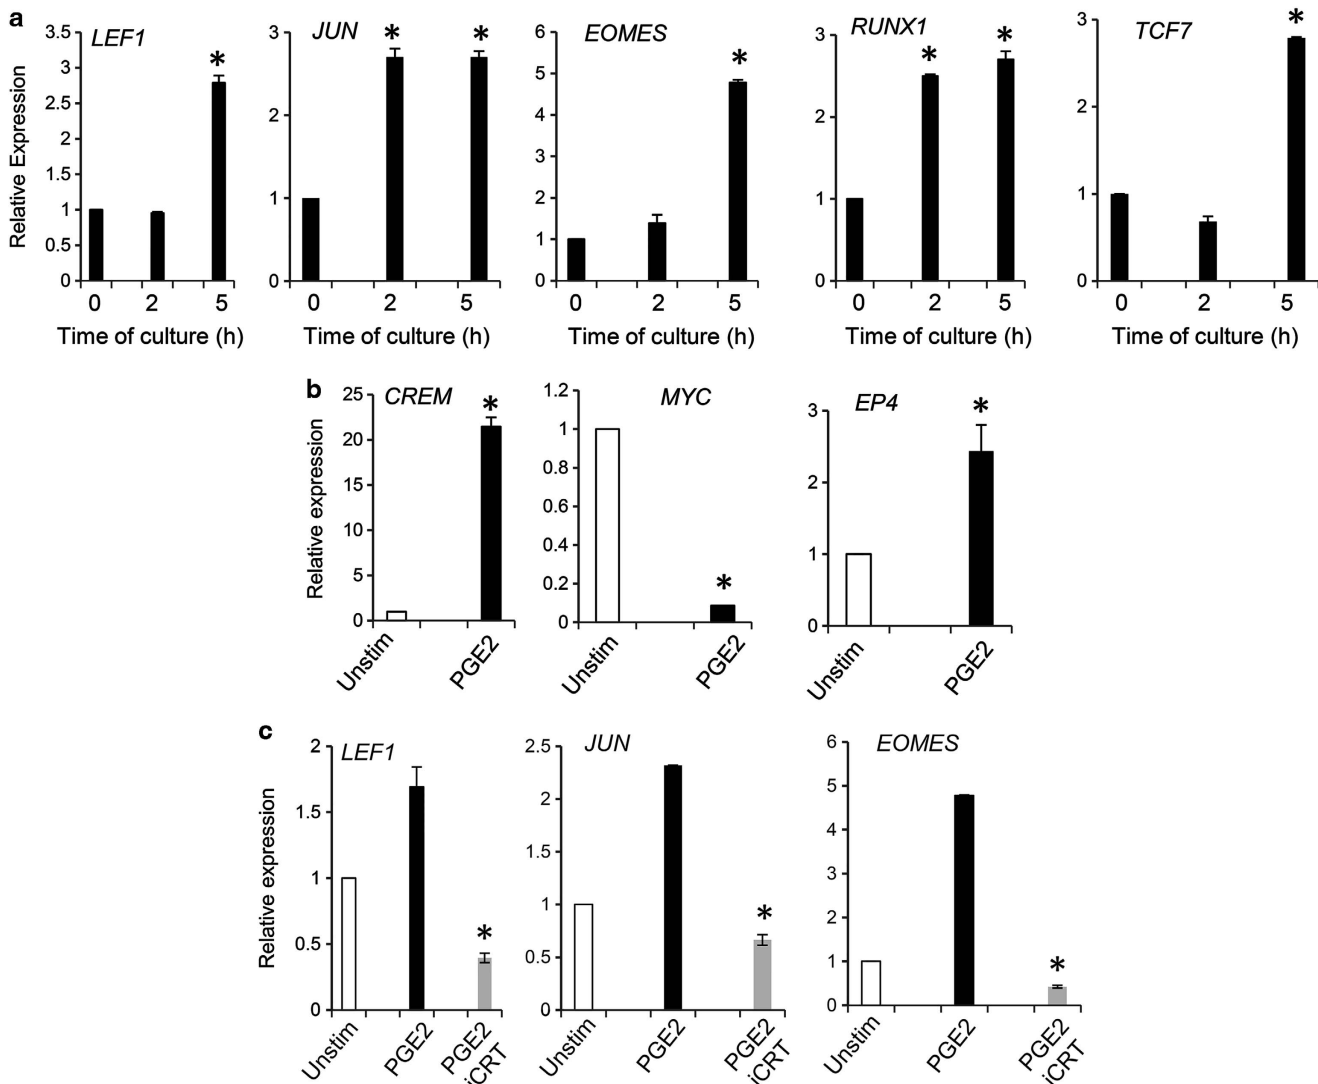 a
LEF1
JUN
EOMES
RUNX1
TCF7
Relative Expression
3.5
3
2.5
2
1.5
1
0.5
0
*
0 2 5
Time of culture (h)
3
2
1
0
* *
0 2 5
Time of culture (h)
6
5
4
3
2
1
0
*
0 2 5
Time of culture (h)
3
2
1
0
* *
0 2 5
Time of culture (h)
3
2
1
0
*
0 2 5
Time of culture (h)
b
CREM
MYC
EP4
Relative expression
25
20
15
10
5
0
*
Unstim
PGE2
1.2
1
0.8
0.6
0.4
0.2
0
*
Unstim
PGE2
3
2
1
0
*
Unstim
PGE2
c
LEF1
JUN
EOMES
Relative expression
2
1.5
1
0.5
0
*
Unstim
PGE2
PGE2
iCRT
2.5
2
1.5
1
0.5
0
*
Unstim
PGE2
PGE2
iCRT
6
5
4
3
2
1
0
*
Unstim
PGE2
PGE2
iCRT